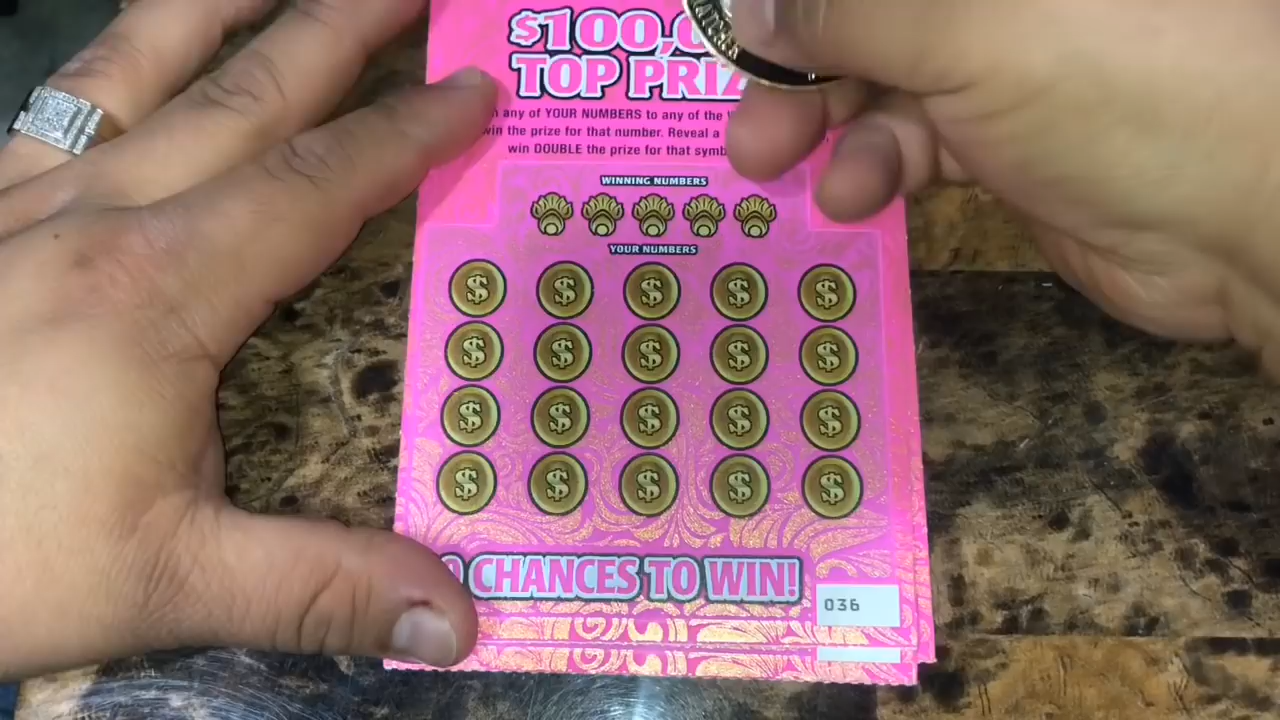 $100,0
TOP PRIZ
any of YOUR NUMBERS to any of the
win the prize for that number. Reveal a
win DOUBLE the prize for that symb
WINNING NUMBERS
YOUR NUMBERS
$ $ $ $ $
$ $ $ $ $
$ $ $ $ $
$ $ $ $ $
0 CHANCES TO WIN!
036